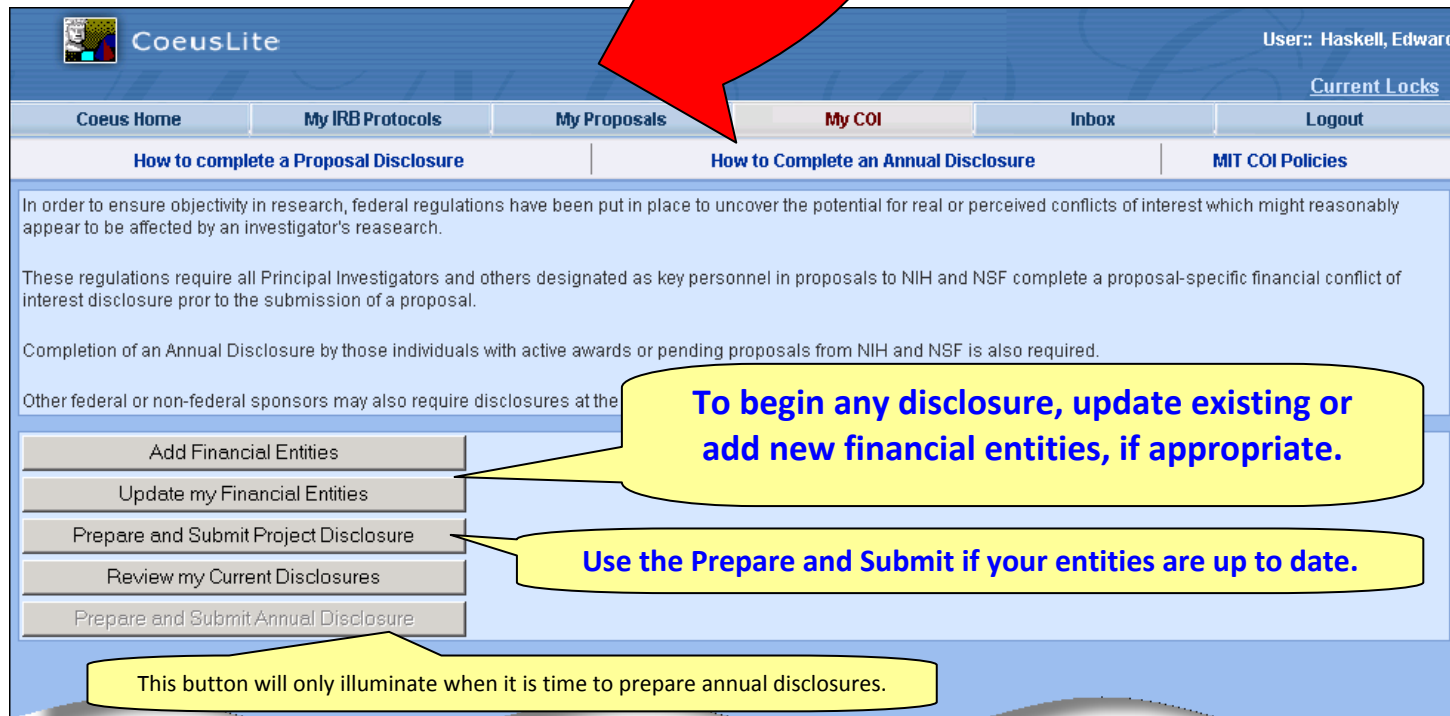 CoeusLite
User:: Haskell, Edward
Current Locks
Coeus Home My IRB Protocols My Proposals My COI Inbox Logout
How to complete a Proposal Disclosure How to Complete an Annual Disclosure MIT COI Policies
In order to ensure objectivity in research, federal regulations have been put in place to uncover the potential for real or perceived conflicts of interest which might reasonably
appear to be affected by an investigator's reasearch.
These regulations require all Principal Investigators and others designated as key personnel in proposals to NIH and NSF complete a proposal-specific financial conflict of
interest disclosure pror to the submission of a proposal.
Completion of an Annual Disclosure by those individuals with active awards or pending proposals from NIH and NSF is also required.
Other federal or non-federal sponsors may also require disclosures at the
To begin any disclosure, update existing or
add new financial entities, if appropriate.
Add Financial Entities
Update my Financial Entities
Prepare and Submit Project Disclosure
Use the Prepare and Submit if your entities are up to date.
Review my Current Disclosures
Prepare and Submit Annual Disclosure
This button will only illuminate when it is time to prepare annual disclosures.